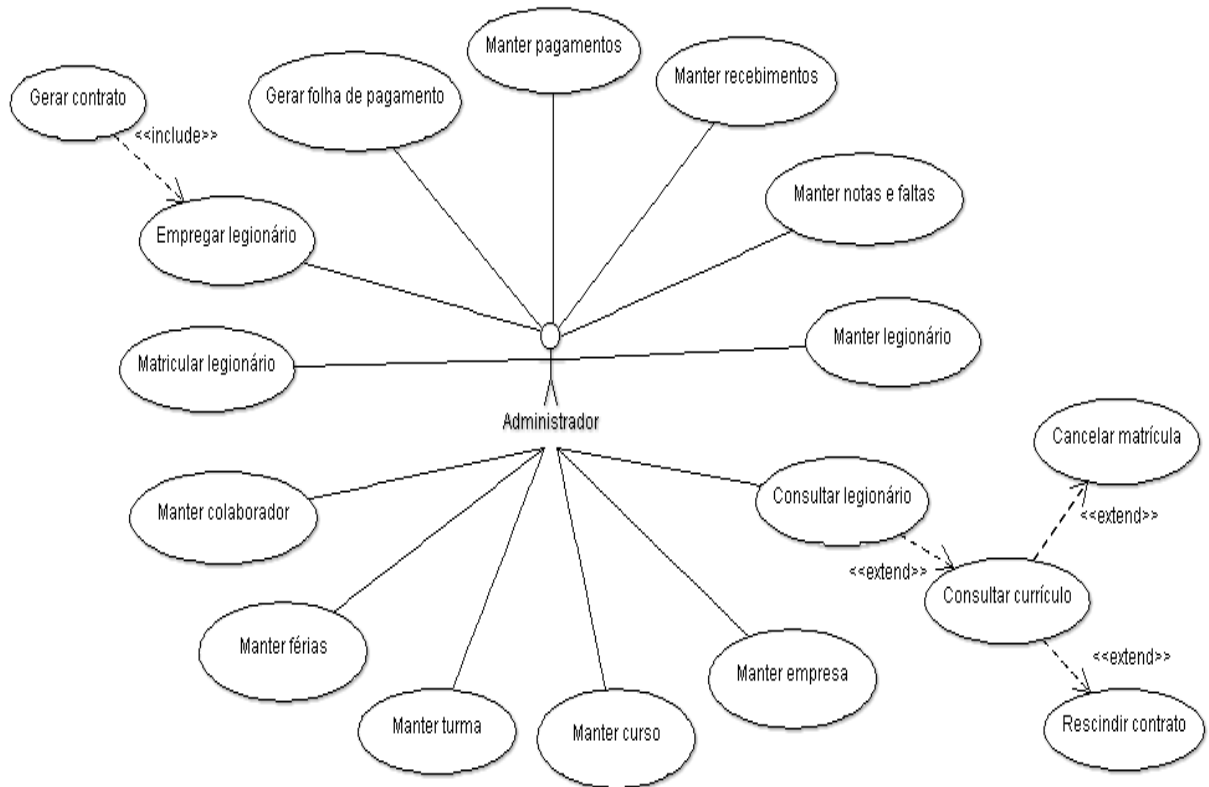 Manter pagamentos
Manter recebimentos
Gerar folha de pagamento
Gerar contrato
<<include>>
Manter notas e faltas
Empregar legionário
Manter legionário
Matricular legionário
Administrador
Cancelar matrícula
Consultar legionário
Manter colaborador
<<extend>>
<<extend>>
Consultar currículo
Manter férias
<<extend>>
Manter empresa
Manter turma
Manter curso
Rescindir contrato